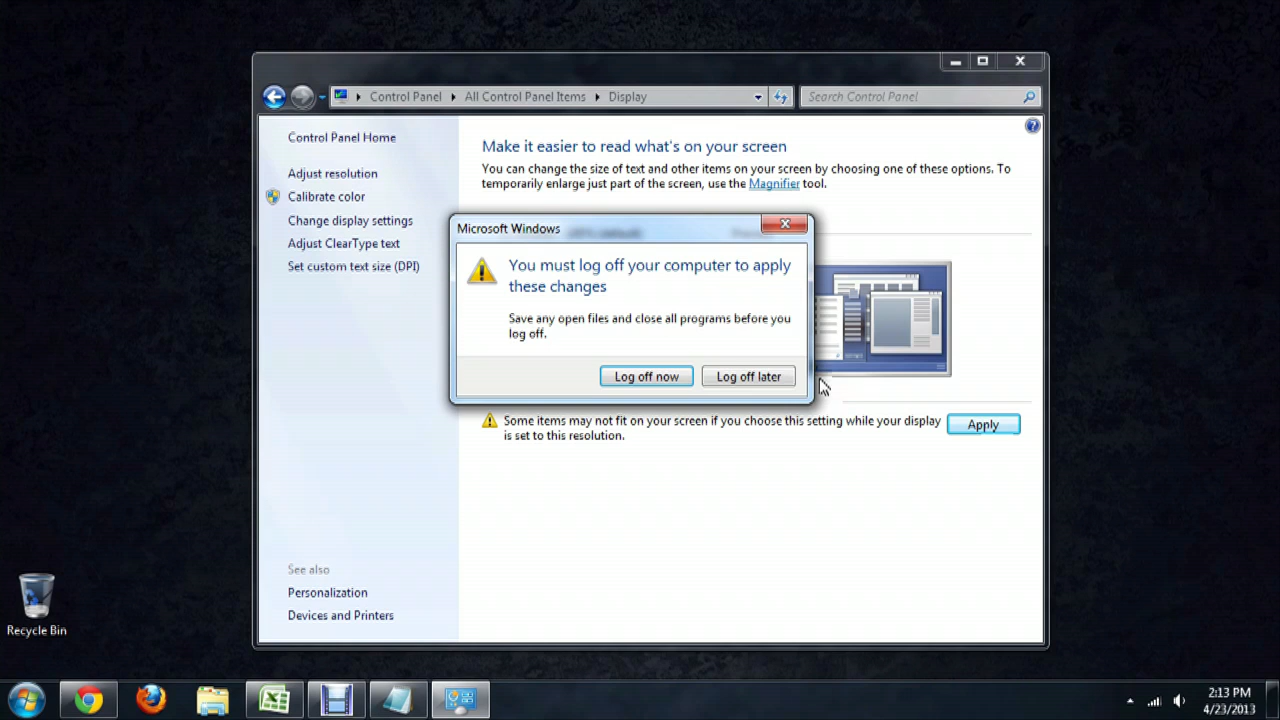 Control Panel
All Control Panel Items
Display
Search Control Panel
Control Panel Home
Adjust resolution
Calibrate color
Change display settings
Adjust ClearType text
Set custom text size (DPI)
See also
Personalization
Devices and Printers
Make it easier to read what's on your screen
You can change the size of text and other items on your screen by choosing one of these options. To
temporarily enlarge just part of the screen, use the Magnifier tool.
Microsoft Windows
You must log off your computer to apply
these changes
Save any open files and close all programs before you
log off.
Log off now
Log off later
Some items may not fit on your screen if you choose this setting while your display
is set to this resolution.
Apply
Recycle Bin
2:13 PM
4/23/2013